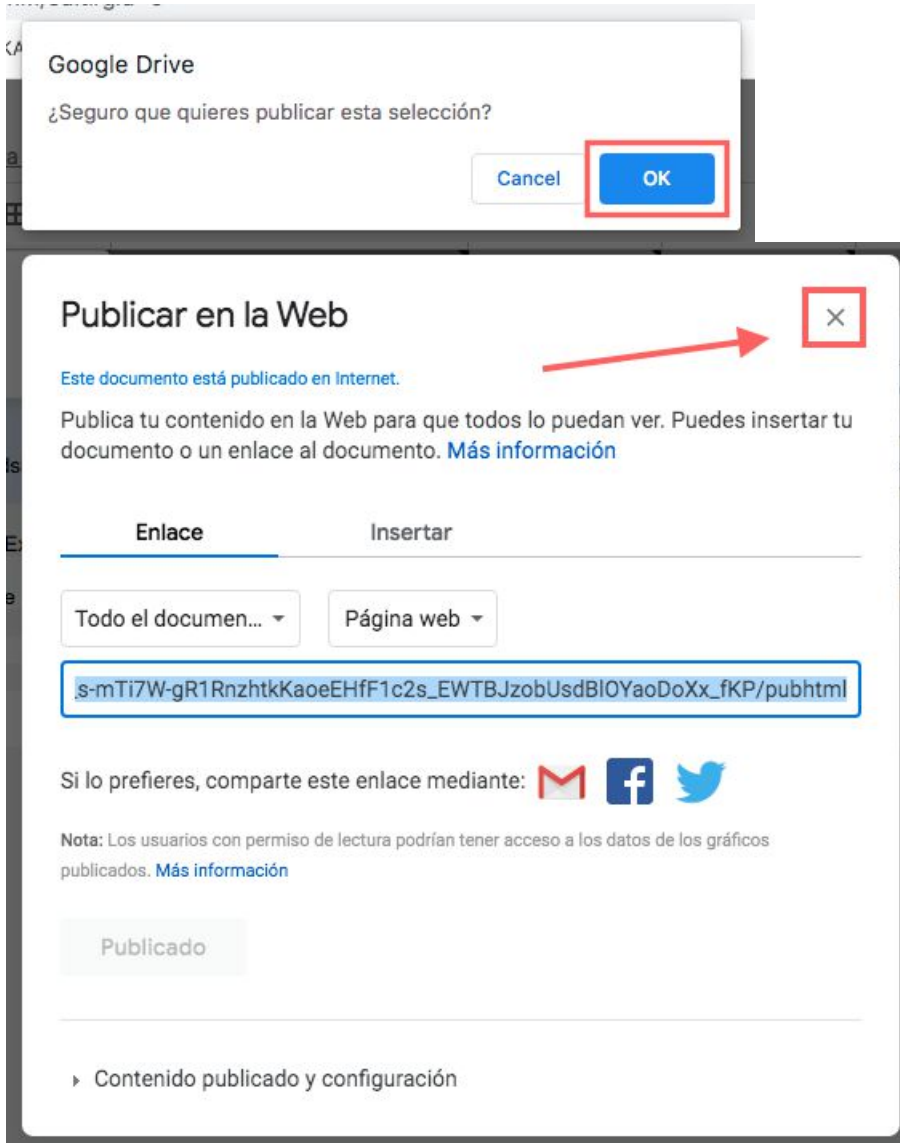 Google Drive
¿Seguro que quieres publicar esta selección?
Cancel
OK
Publicar en la Web
Este documento está publicado en Internet.
Publica tu contenido en la Web para que todos lo puedan ver. Puedes insertar tu
documento o un enlace al documento. Más información
Enlace
Insertar
Todo el documen...
Página web
s-mTi7W-gR1RnzhtkKaoeEHfF1c2s_EWTBJzobUsdBlOYaoDoXx_fKP/pubhtml
Si lo prefieres, comparte este enlace mediante:
Nota: Los usuarios con permiso de lectura podrían tener acceso a los datos de los gráficos
publicados. Más información
Publicado
Contenido publicado y configuración